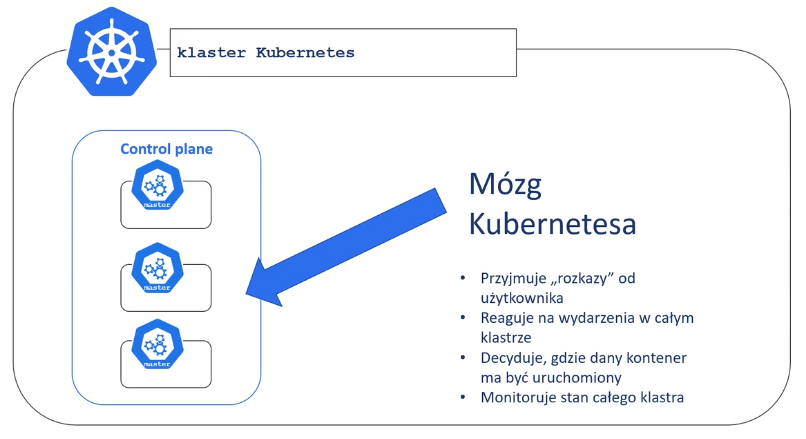 klaster Kubernetes
Control plane
master
master
master
Mózg
Kubernetesa
• Przyjmuje „rozkazy” od
użytkownika
• Reaguje na wydarzenia w całym
klastrze
• Decyduje, gdzie dany kontener
ma być uruchomiony
• Monitoruje stan całego klastra